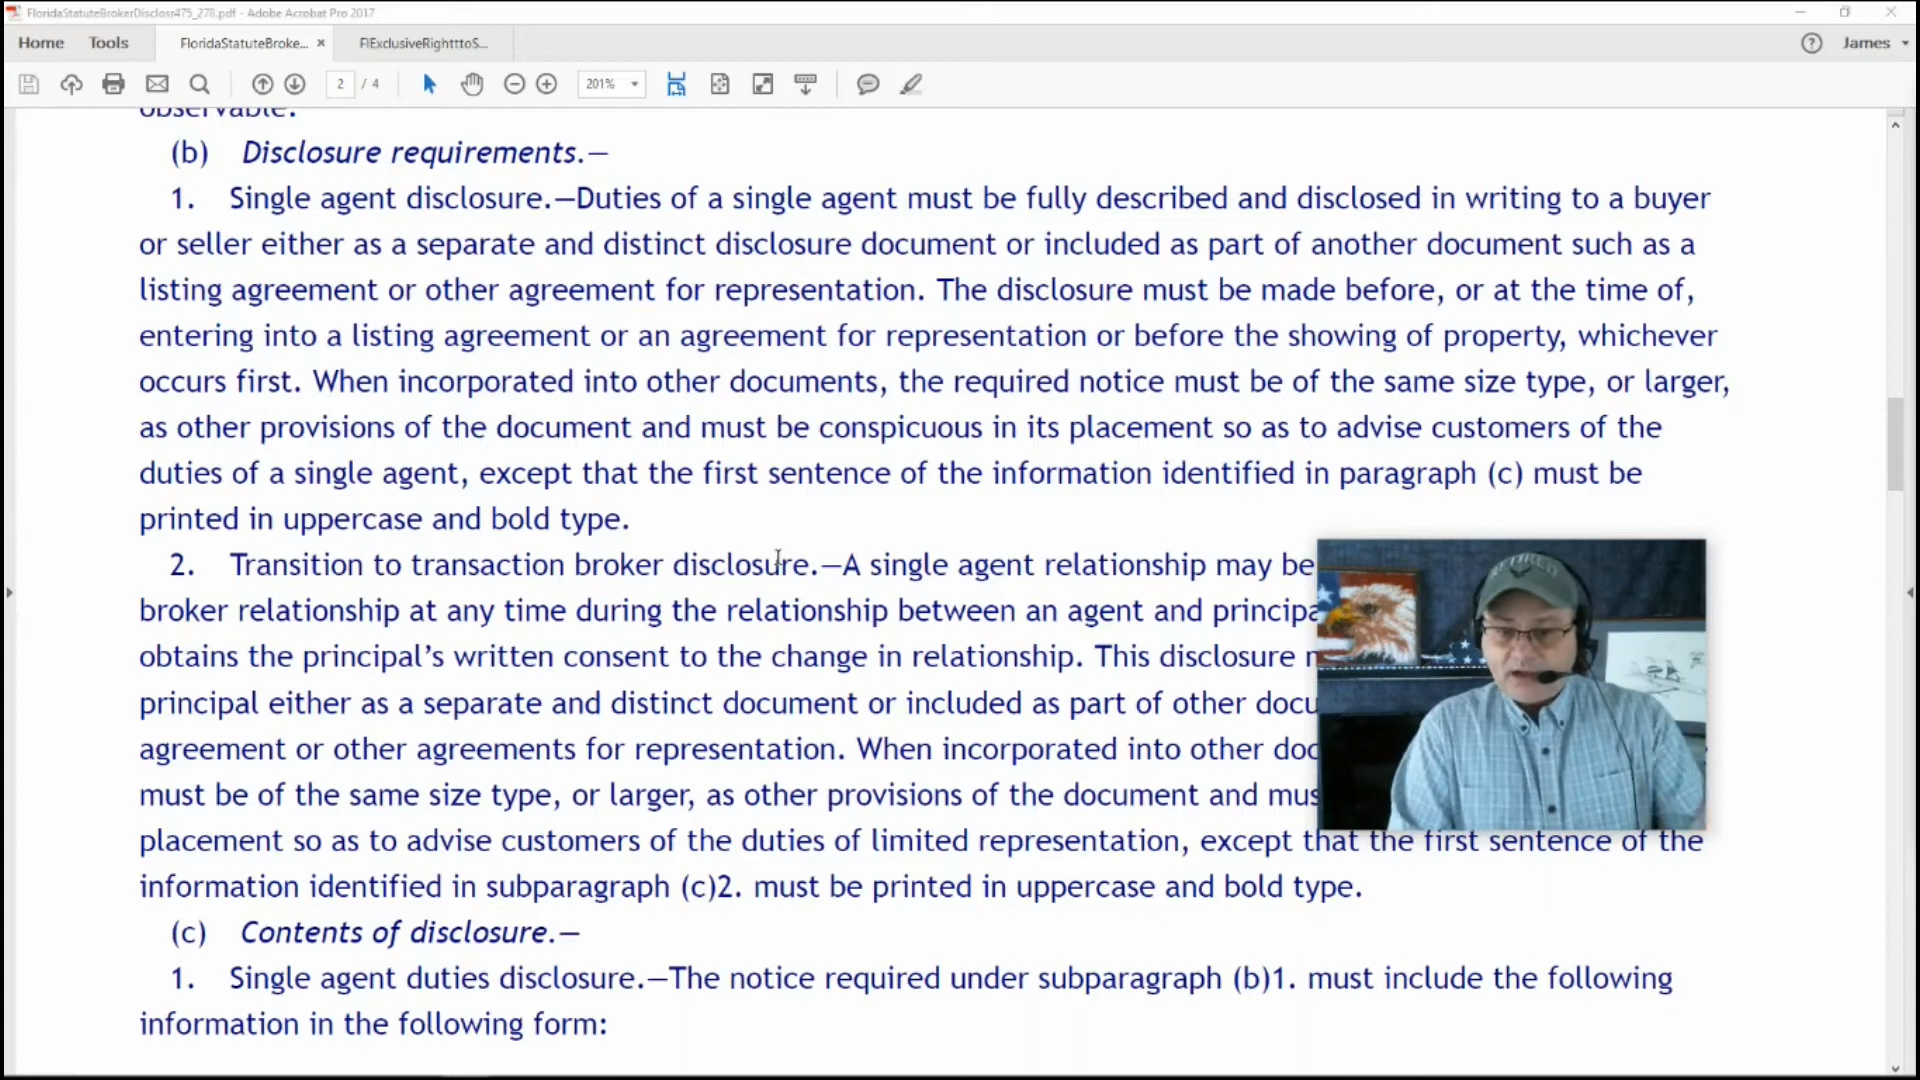 FloridaStatuteBrokerDisclosr475_278.pdf - Adobe Acrobat Pro 2017
Home Tools FloridaStatuteBroke... × FlExclusiveRightttoS... ? James
2 / 4 201%
observable.
(b) Disclosure requirements.—
1. Single agent disclosure.—Duties of a single agent must be fully described and disclosed in writing to a buyer
or seller either as a separate and distinct disclosure document or included as part of another document such as a
listing agreement or other agreement for representation. The disclosure must be made before, or at the time of,
entering into a listing agreement or an agreement for representation or before the showing of property, whichever
occurs first. When incorporated into other documents, the required notice must be of the same size type, or larger,
as other provisions of the document and must be conspicuous in its placement so as to advise customers of the
duties of a single agent, except that the first sentence of the information identified in paragraph (c) must be
printed in uppercase and bold type.
2. Transition to transaction broker disclosure.—A single agent relationship may be
broker relationship at any time during the relationship between an agent and principa
obtains the principal’s written consent to the change in relationship. This disclosure
principal either as a separate and distinct document or included as part of other docu
agreement or other agreements for representation. When incorporated into other doc
must be of the same size type, or larger, as other provisions of the document and mus
placement so as to advise customers of the duties of limited representation, except that the first sentence of the
information identified in subparagraph (c)2. must be printed in uppercase and bold type.
(c) Contents of disclosure.—
1. Single agent duties disclosure.—The notice required under subparagraph (b)1. must include the following
information in the following form:
RETIRED